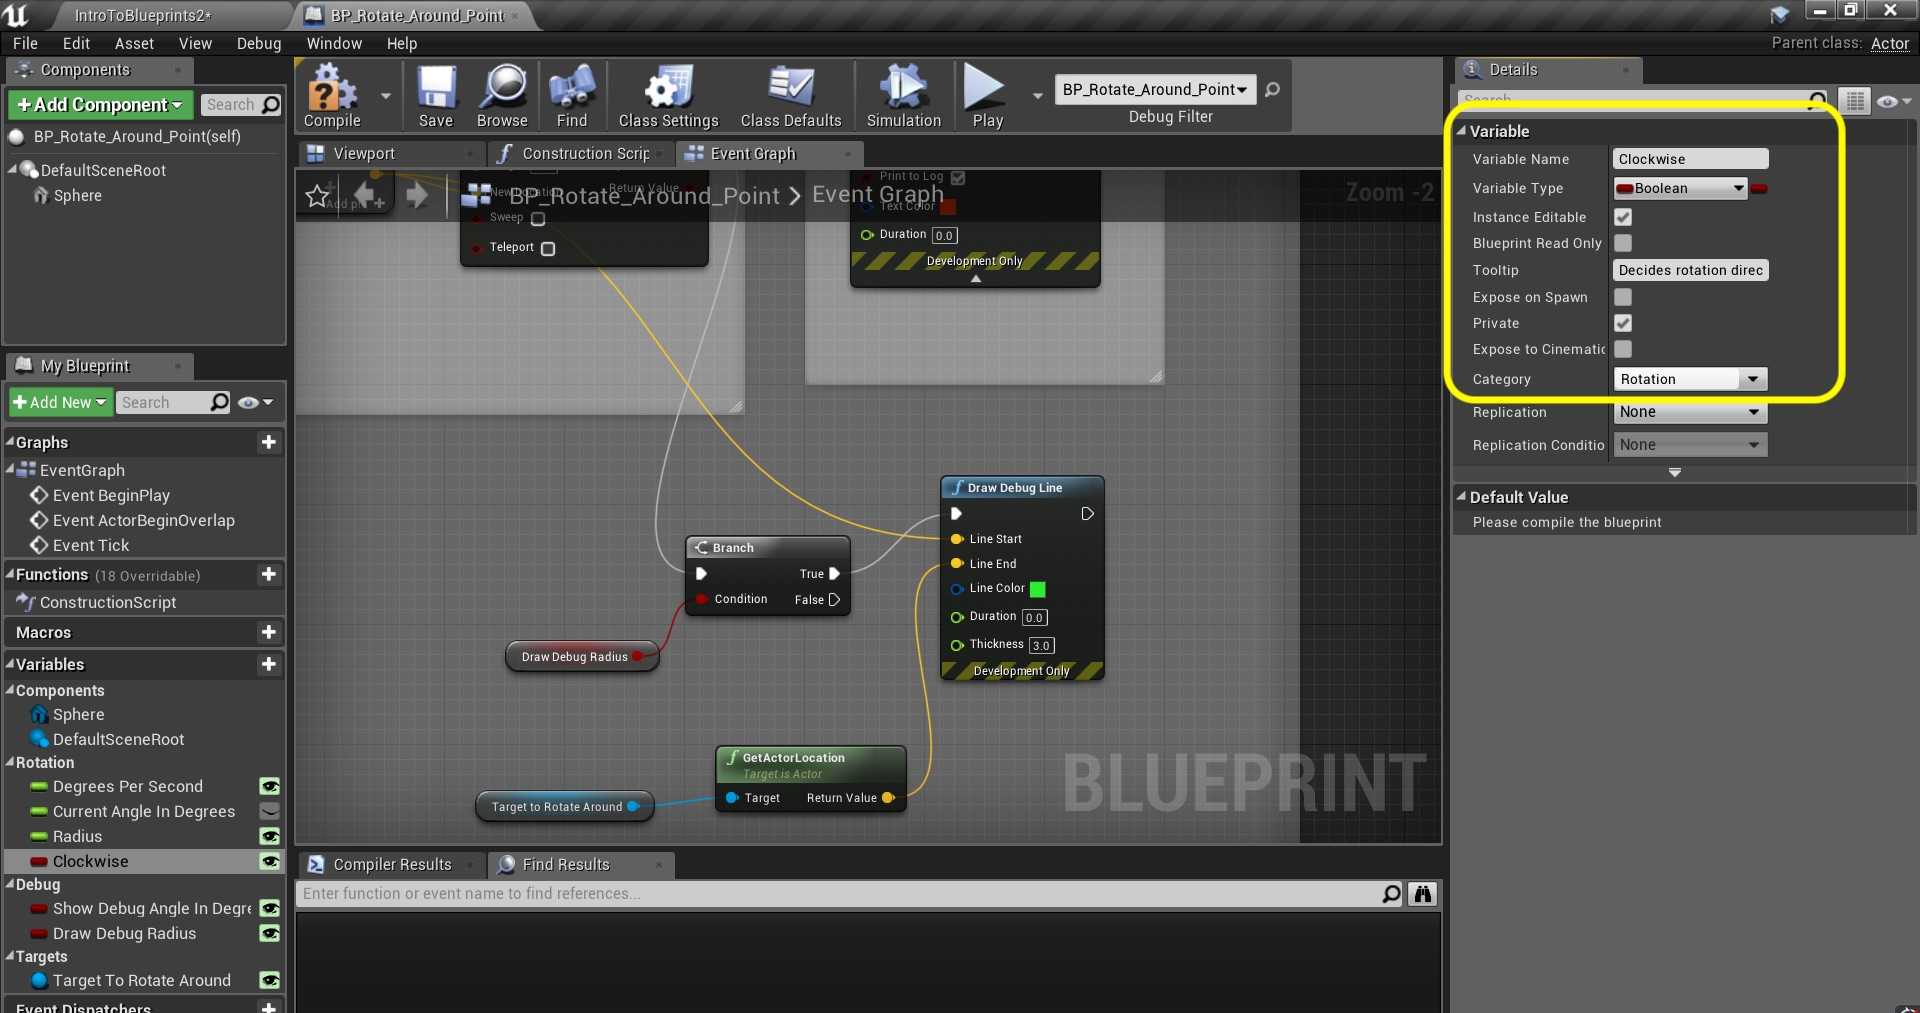 IntroToBlueprints2*
BP_Rotate_Around_Point
File Edit Asset View Debug Window Help
Parent class: Actor
Components
+Add Component
Search
BP_Rotate_Around_Point(self)
DefaultSceneRoot
Sphere
My Blueprint
+Add New
Search
Graphs
EventGraph
Event BeginPlay
Event ActorBeginOverlap
Event Tick
Functions (18 Overridable)
ConstructionScript
Macros
Variables
Components
Sphere
DefaultSceneRoot
Rotation
Degrees Per Second
Current Angle In Degrees
Radius
Clockwise
Debug
Show Debug Angle In Degre
Draw Debug Radius
Targets
Target To Rotate Around
Event Dispatchers
Compile
Save
Browse
Find
Class Settings
Class Defaults
Simulation
Play
BP_Rotate_Around_Point
Debug Filter
Viewport
Construction Scrip
Event Graph
BP_Rotate_Around_Point > Event Graph
Zoom -2
Add pi
New Location
Return Value
Sweep
Teleport
Print to Log
Text Color
Duration 0.0
Development Only
Draw Debug Line
Line Start
Line End
Line Color
Duration 0.0
Thickness 3.0
Development Only
Branch
True
Condition
False
Draw Debug Radius
GetActorLocation
Target is Actor
Target
Return Value
Target to Rotate Around
BLUEPRINT
Compiler Results
Find Results
Enter function or event name to find references...
Details
Search
Variable
Variable Name Clockwise
Variable Type Boolean
Instance Editable
Blueprint Read Only
Tooltip Decides rotation direc
Expose on Spawn
Private
Expose to Cinematic
Category Rotation
Replication None
Replication Conditio None
Default Value
Please compile the blueprint